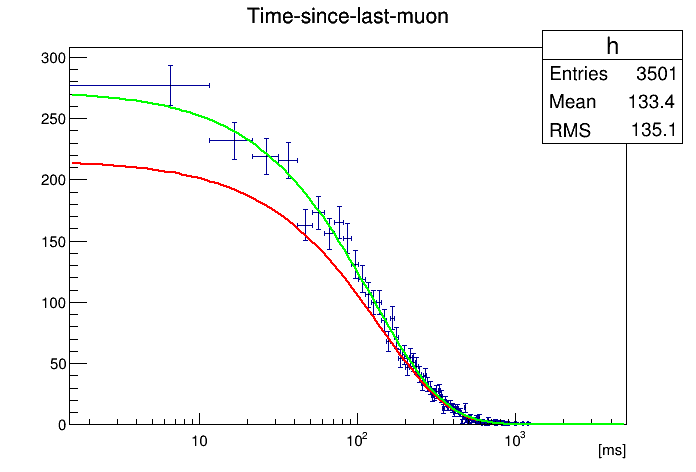 Time-since-last-muon
h
Entries 3501
Mean 133.4
RMS 135.1
300
250
200
150
100
50
0
10 10² 10³
[ms]